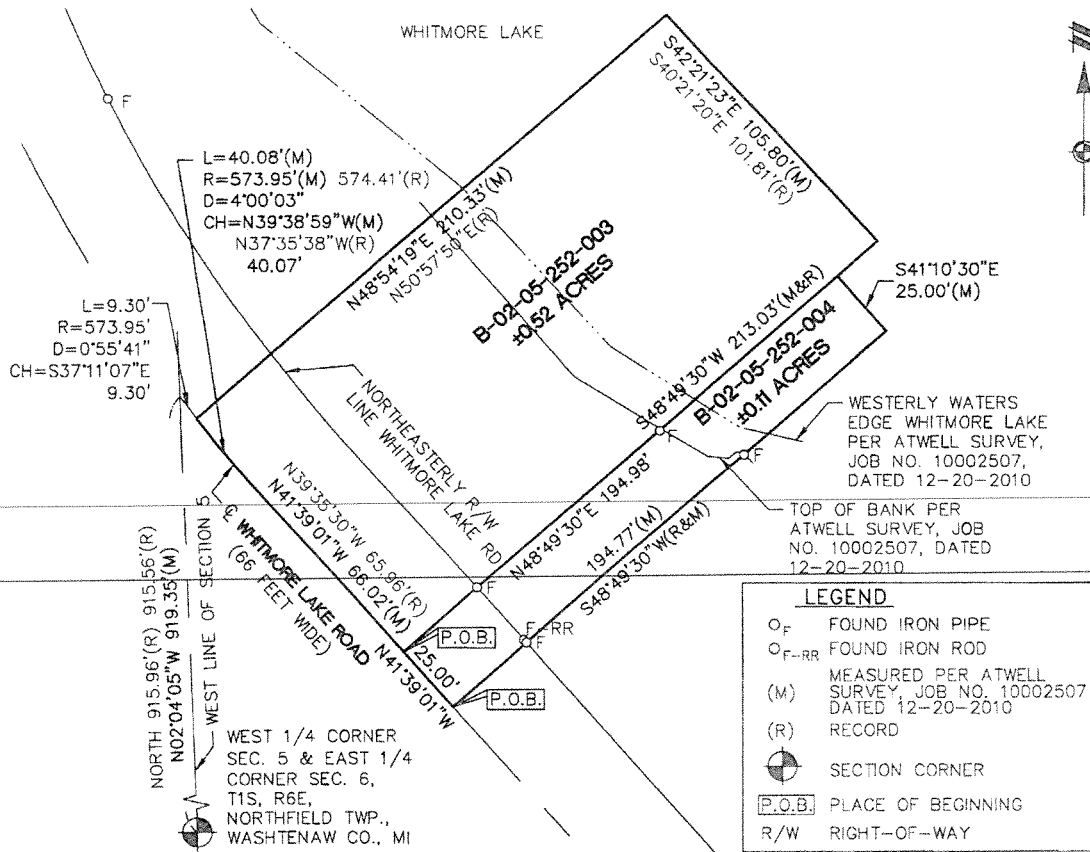 WHITMORE LAKE
S42°21'23"E 105.80'(M)
S40°21'20"E 101.81'(R)
F
L=40.08'(M)
R=573.95'(M) 574.41'(R)
D=4°00'03"
CH=N39°38'59"W(M)
N37°35'38"W(R)
40.07'
N48°54'19"E 210.33'(M)
N50°57'50"E(R)
B-02-05-252-003
±0.52 ACRES
S41°10'30"E
25.00'(M)
L=9.30'
R=573.95'
D=0°55'41"
CH=S37°11'07"E
9.30'
S48°49'30"W 213.03'(M&R)
B-02-05-252-004
±0.11 ACRES
NORTHEASTERLY R/W
LINE WHITMORE
LAKE RD
F
F
WESTERLY WATERS
EDGE WHITMORE LAKE
PER ATWELL SURVEY,
JOB NO. 10002507,
DATED 12-20-2010
TOP OF BANK PER
ATWELL SURVEY, JOB
NO. 10002507, DATED
12-20-2010
N39°35'30"W 65.96'(R)
N41°39'01"W 66.02'(M)
℄ WHITMORE LAKE ROAD
(66 FEET WIDE)
N48°49'30"E 194.98'
194.77'(M)
S48°49'30"W(R&M)
F
F-RR
P.O.B.
25.00'
N41°39'01"W
P.O.B.
NORTH 915.96'(R) 915.56'(R)
N02°04'05"W 919.35'(M)
WEST LINE OF SECTION 5
WEST 1/4 CORNER
SEC. 5 & EAST 1/4
CORNER SEC. 6,
T1S, R6E,
NORTHFIELD TWP.,
WASHTENAW CO., MI
LEGEND
F FOUND IRON PIPE
F-RR FOUND IRON ROD
(M) MEASURED PER ATWELL
SURVEY, JOB NO. 10002507
DATED 12-20-2010
(R) RECORD
SECTION CORNER
P.O.B. PLACE OF BEGINNING
R/W RIGHT-OF-WAY